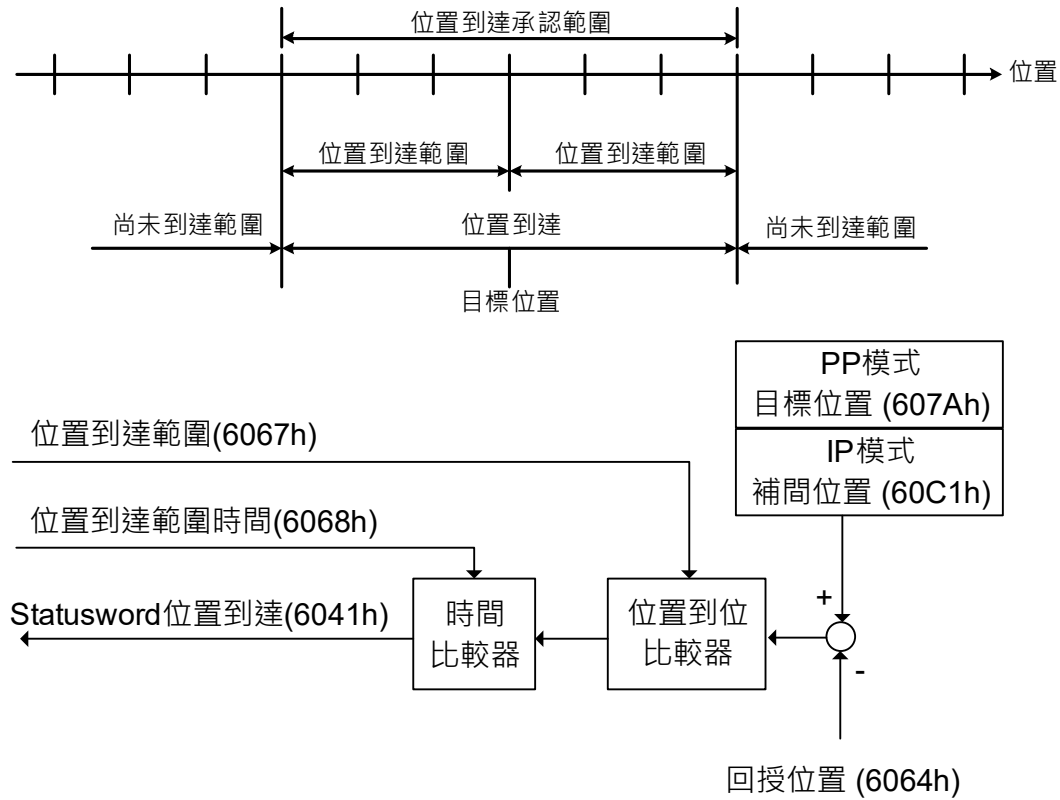 位置到達承認範圍
位置
位置到達範圍
位置到達範圍
尚未到達範圍
位置到達
尚未到達範圍
目標位置
PP模式
目標位置 (607Ah)
IP模式
補間位置 (60C1h)
位置到達範圍(6067h)
位置到達範圍時間(6068h)
Statusword位置到達(6041h)
時間
比較器
位置到位
比較器
+
-
回授位置 (6064h)